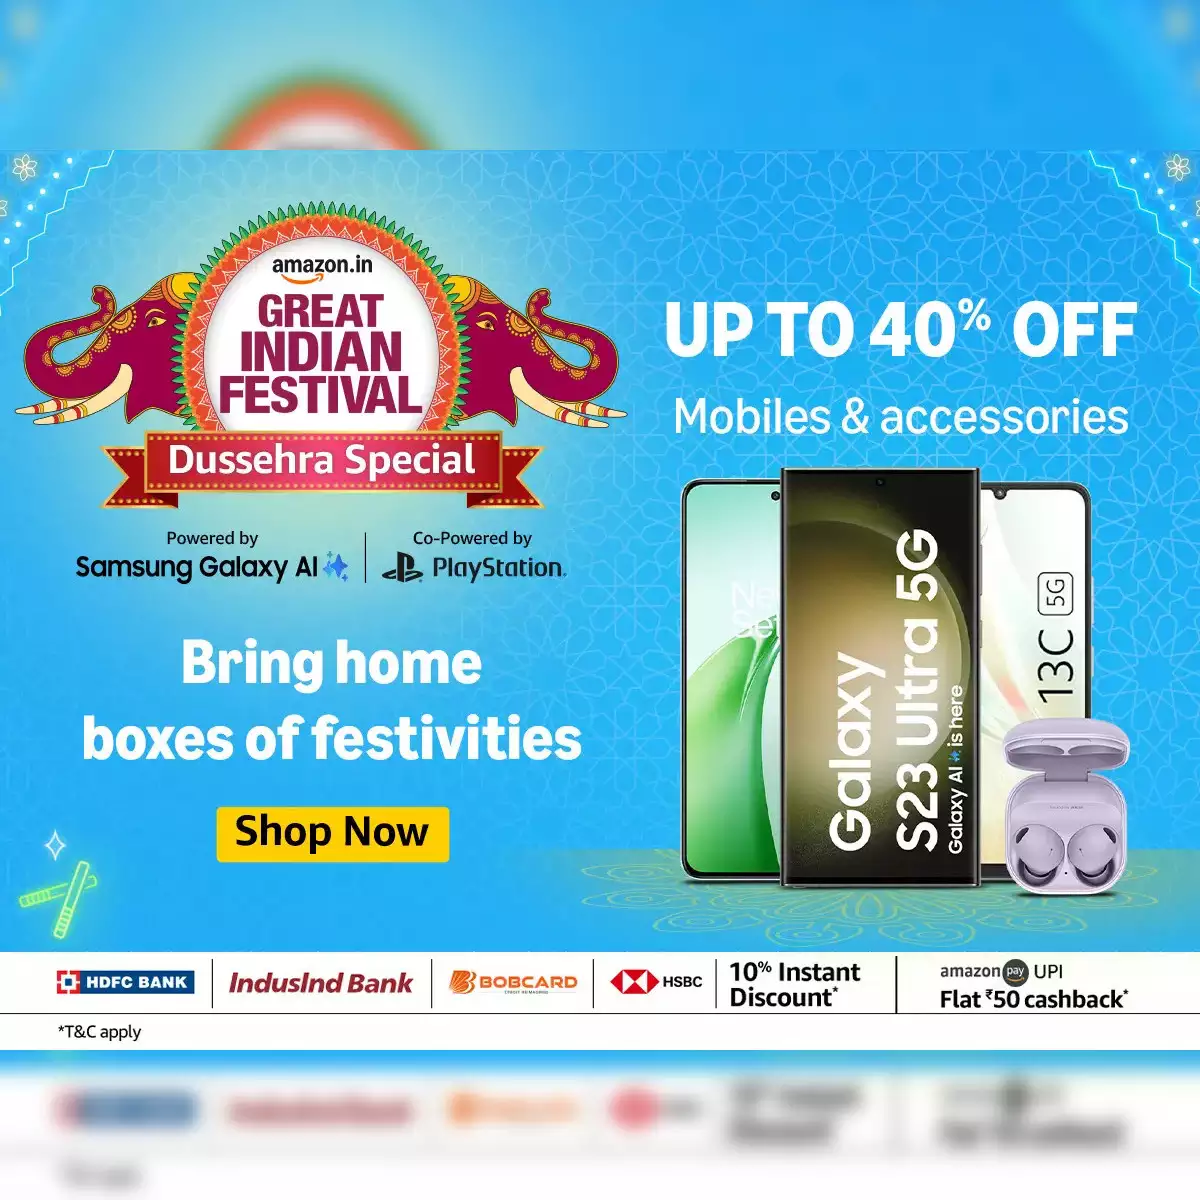 amazon.in
GREAT
INDIAN
FESTIVAL
Dussehra Special
Powered by
Samsung Galaxy AI
Co-Powered by
PlayStation
Bring home
boxes of festivities
Shop Now
UP TO 40% OFF
Mobiles & accessories
Galaxy
S23 Ultra 5G
Galaxy AI is here
13C 5G
HDFC BANK
IndusInd Bank
BOBCARD
HSBC
10% Instant
Discount*
amazon pay UPI
Flat ₹50 cashback*
*T&C apply